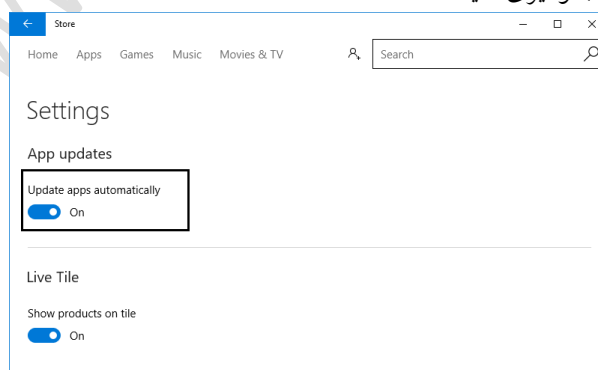 Store
Home Apps Games Music Movies & TV Search
Settings
App updates
Update apps automatically
On
Live Tile
Show products on tile
On